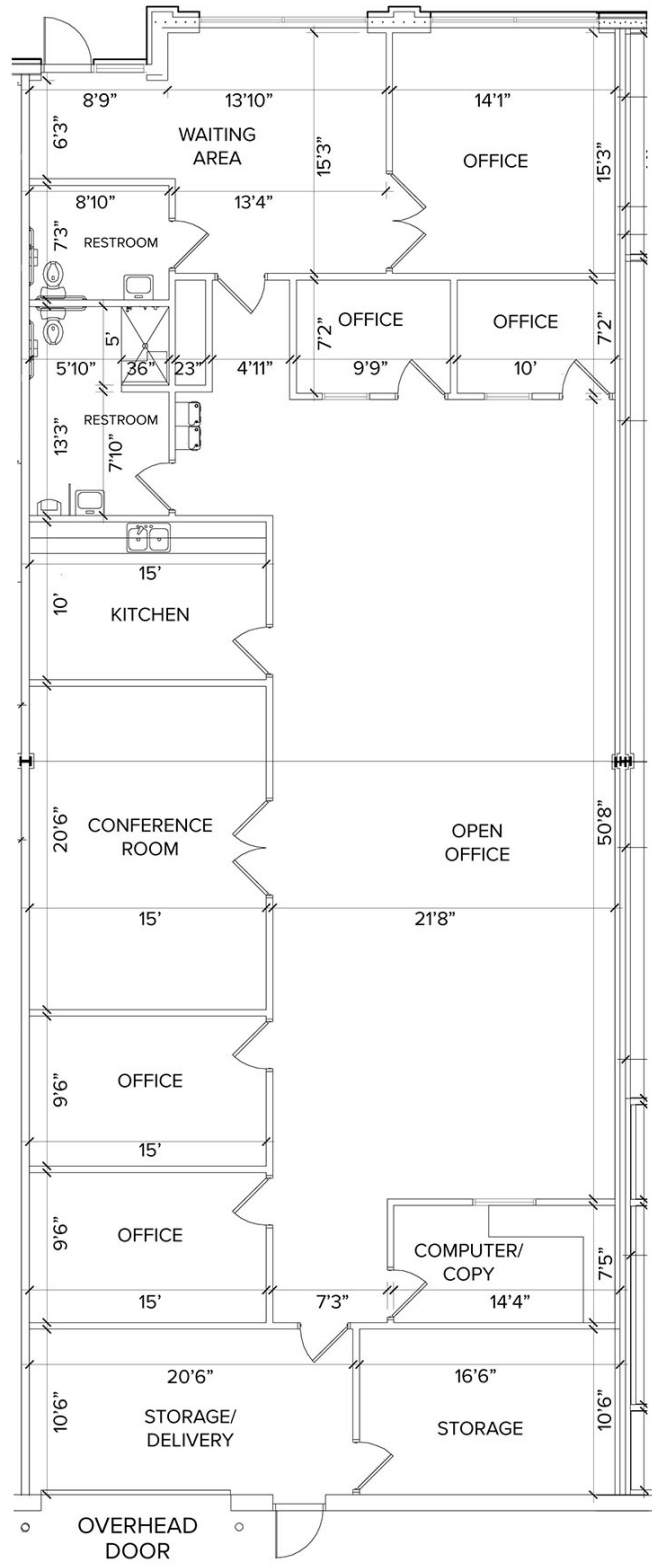 8'9"
13'10"
14'1"
6'3"
WAITING
AREA
15'3"
OFFICE
15'3"
8'10"
13'4"
7'3"
RESTROOM
5'
7'2"
OFFICE
OFFICE
7'2"
5'10"
36"
23"
4'11"
9'9"
10'
RESTROOM
13'3"
7'10"
15'
10'
KITCHEN
20'6"
CONFERENCE
ROOM
OPEN
OFFICE
50'8"
15'
21'8"
9'6"
OFFICE
15'
9'6"
OFFICE
COMPUTER/
COPY
7'5"
15'
7'3"
14'4"
20'6"
16'6"
10'6"
STORAGE/
DELIVERY
STORAGE
10'6"
OVERHEAD
DOOR